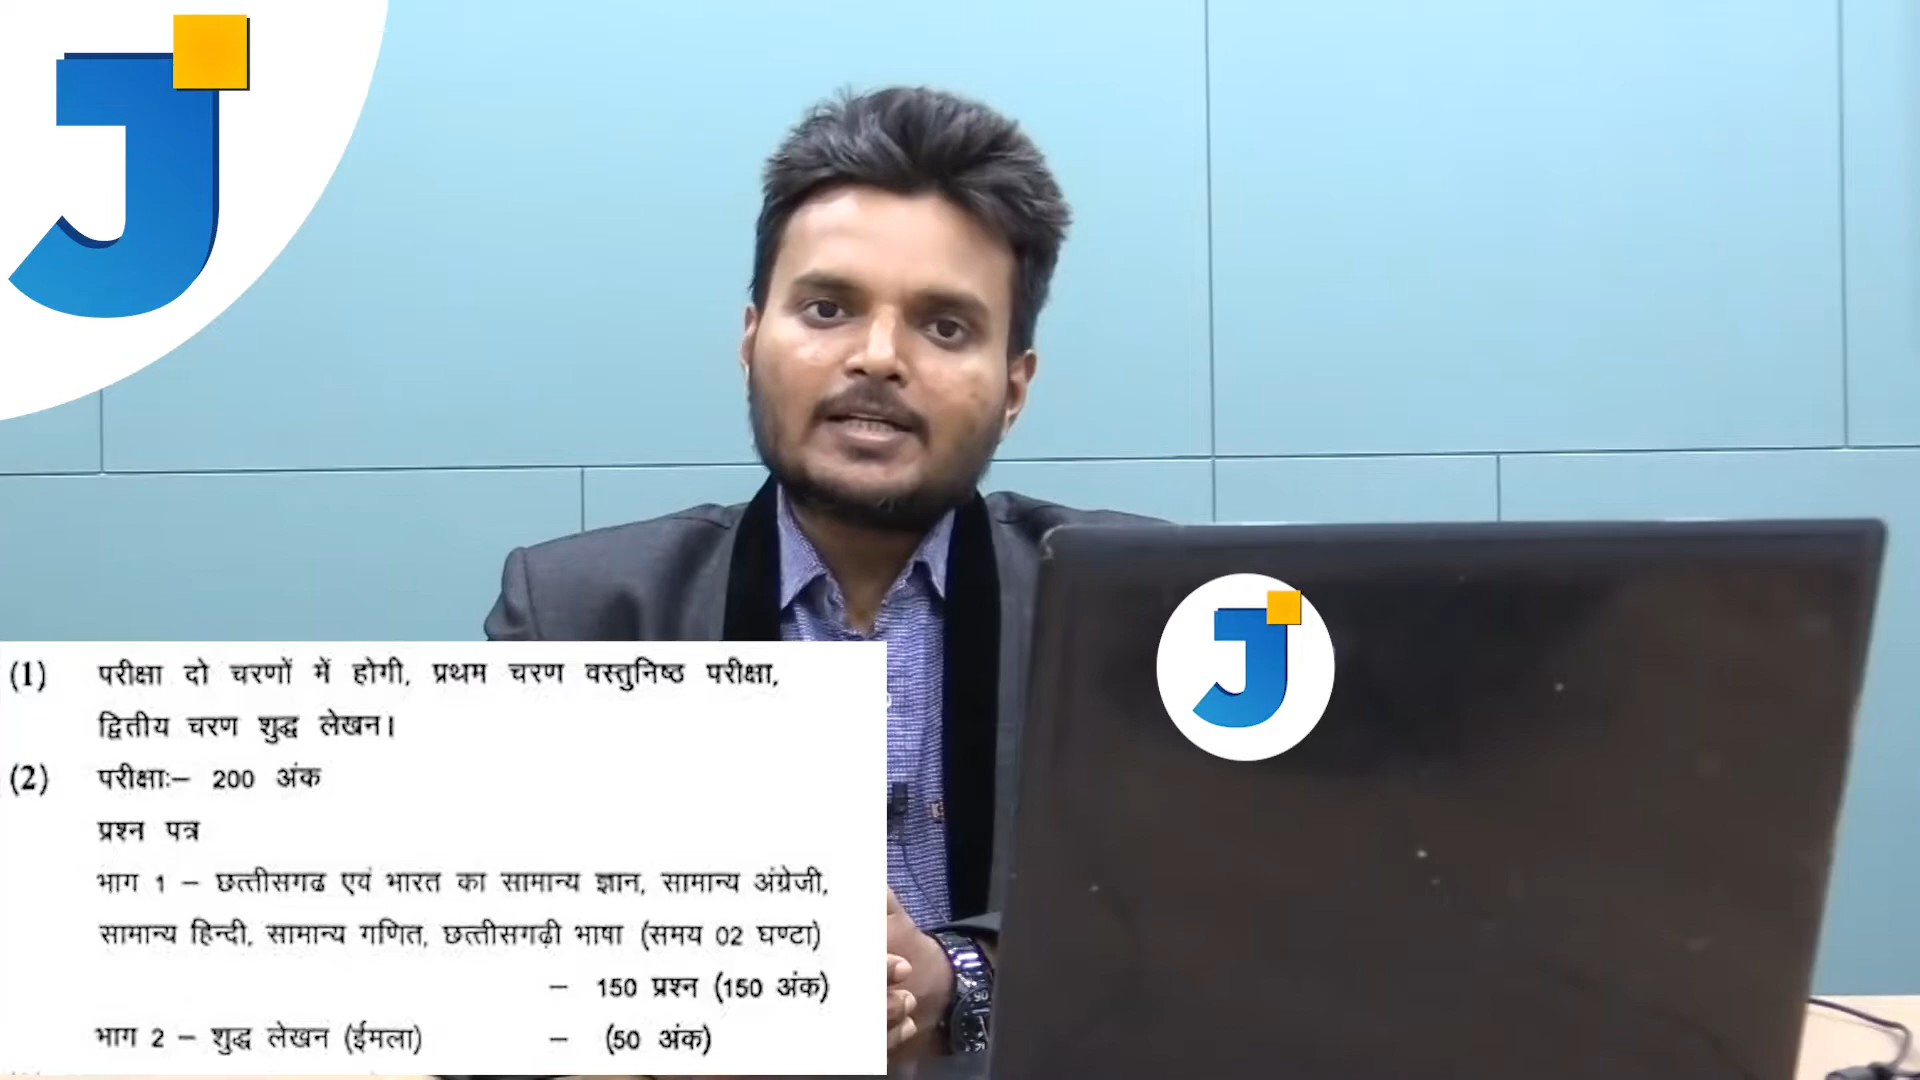 J
(1) परीक्षा दो चरणों में होगी, प्रथम चरण वस्तुनिष्ठ परीक्षा,
द्वितीय चरण शुद्ध लेखन।
(2) परीक्षाः– 200 अंक
प्रश्न पत्र
भाग 1 – छत्तीसगढ एवं भारत का सामान्य ज्ञान, सामान्य अंग्रेजी,
सामान्य हिन्दी, सामान्य गणित, छत्तीसगढ़ी भाषा (समय 02 घण्टा)
– 150 प्रश्न (150 अंक)
भाग 2 – शुद्ध लेखन (ईमला) – (50 अंक)
J